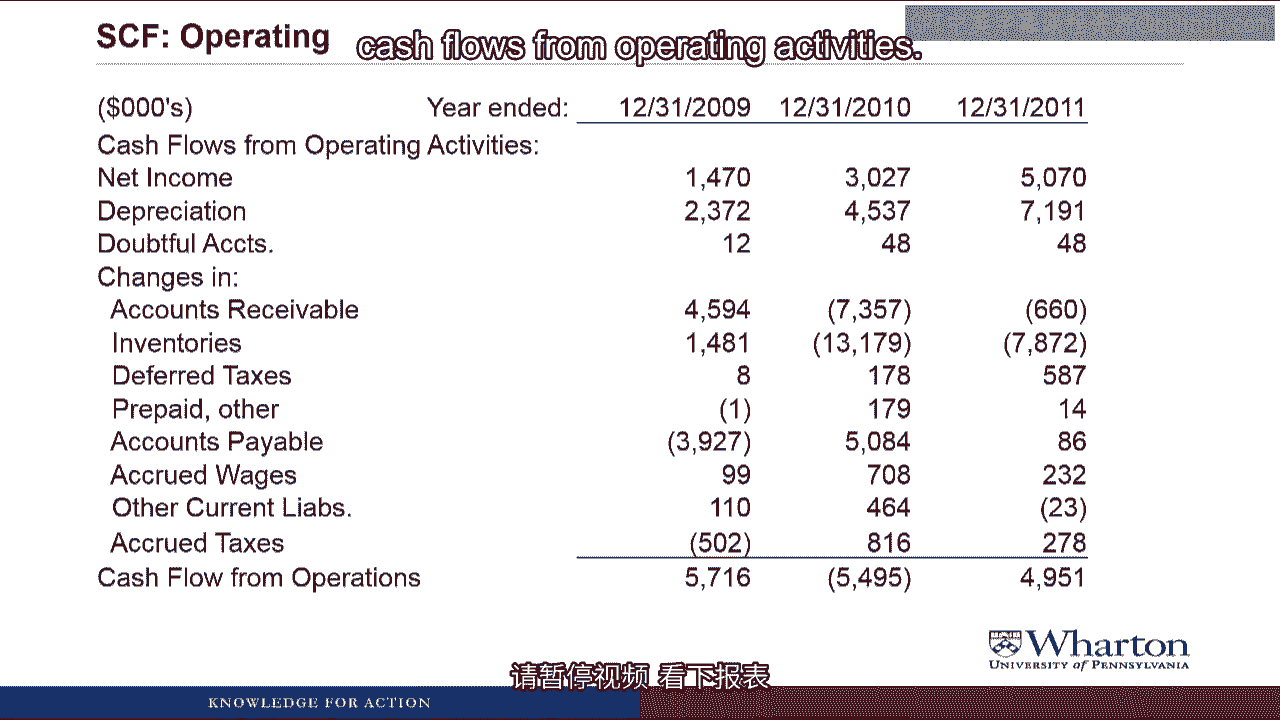 SCF: Operating
cash flows from operating activities.
($000's) Year ended: 12/31/2009 12/31/2010 12/31/2011
Cash Flows from Operating Activities:
Net Income 1,470 3,027 5,070
Depreciation 2,372 4,537 7,191
Doubtful Accts. 12 48 48
Changes in:
Accounts Receivable 4,594 (7,357) (660)
Inventories 1,481 (13,179) (7,872)
Deferred Taxes 8 178 587
Prepaid, other (1) 179 14
Accounts Payable (3,927) 5,084 86
Accrued Wages 99 708 232
Other Current Liabs. 110 464 (23)
Accrued Taxes (502) 816 278
Cash Flow from Operations 5,716 (5,495) 4,951
Wharton
UNIVERSITY of PENNSYLVANIA
请暂停视频 看下报表
KNOWLEDGE FOR ACTION